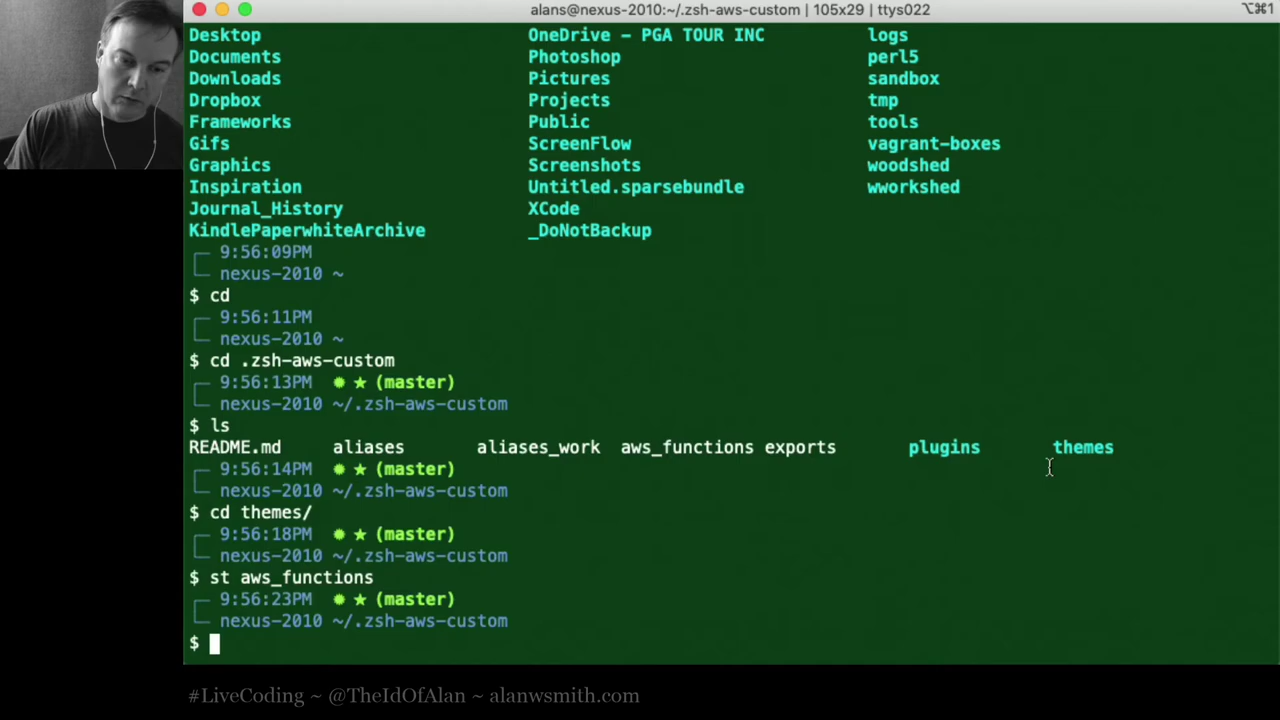 alans@nexus-2010:~/.zsh-aws-custom | 105x29 | ttys022 ⌥⌘1
Desktop OneDrive - PGA TOUR INC logs
Documents Photoshop perl5
Downloads Pictures sandbox
Dropbox Projects tmp
Frameworks Public tools
Gifs ScreenFlow vagrant-boxes
Graphics Screenshots woodshed
Inspiration Untitled.sparsebundle wworkshed
Journal_History XCode
KindlePaperwhiteArchive _DoNotBackup
9:56:09PM
nexus-2010 ~
$ cd
9:56:11PM
nexus-2010 ~
$ cd .zsh-aws-custom
9:56:13PM ✹ ★ (master)
nexus-2010 ~/.zsh-aws-custom
$ ls
README.md aliases aliases_work aws_functions exports plugins themes
9:56:14PM ✹ ★ (master)
nexus-2010 ~/.zsh-aws-custom
$ cd themes/
9:56:18PM ✹ ★ (master)
nexus-2010 ~/.zsh-aws-custom
$ st aws_functions
9:56:23PM ✹ ★ (master)
nexus-2010 ~/.zsh-aws-custom
$
#LiveCoding ~ @TheIdOfAlan ~ alanwsmith.com